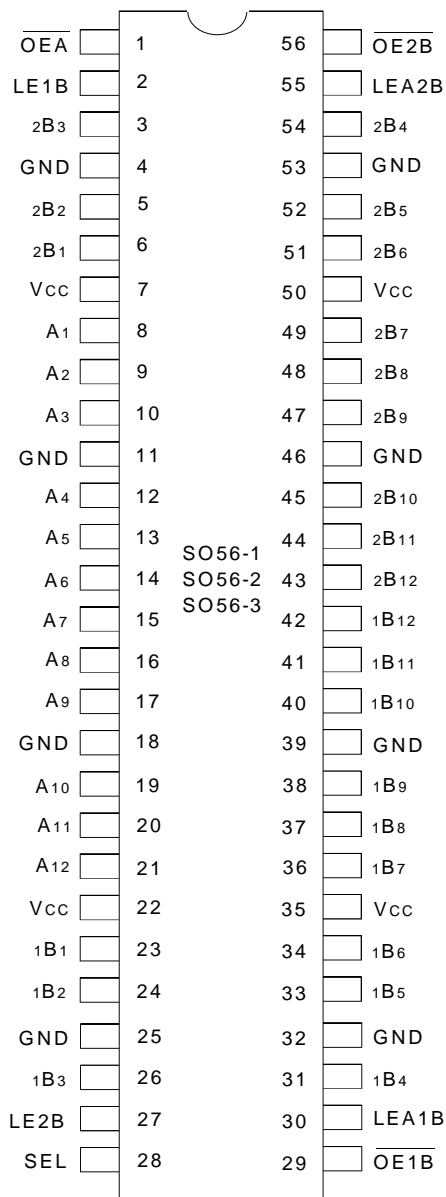 OEA 1 56 OE2B
LE1B 2 55 LEA2B
2B3 3 54 2B4
GND 4 53 GND
2B2 5 52 2B5
2B1 6 51 2B6
VCC 7 50 VCC
A1 8 49 2B7
A2 9 48 2B8
A3 10 47 2B9
GND 11 46 GND
A4 12 45 2B10
A5 13 44 2B11
SO56-1
A6 14 43 2B12
SO56-2
SO56-3
A7 15 42 1B12
A8 16 41 1B11
A9 17 40 1B10
GND 18 39 GND
A10 19 38 1B9
A11 20 37 1B8
A12 21 36 1B7
VCC 22 35 VCC
1B1 23 34 1B6
1B2 24 33 1B5
GND 25 32 GND
1B3 26 31 1B4
LE2B 27 30 LEA1B
SEL 28 29 OE1B